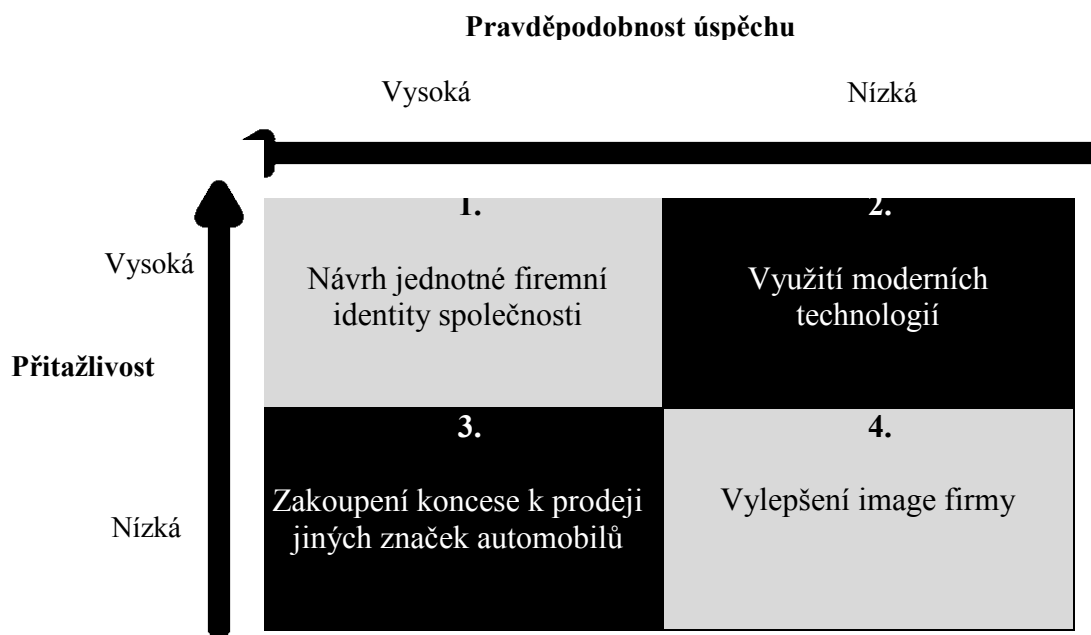 Pravděpodobnost úspěchu
Vysoká
Nízká
1.
2.
Vysoká
Návrh jednotné firemní
identity společnosti
Využití moderních
technologií
Přitažlivost
3.
4.
Nízká
Zakoupení koncese k prodeji
jiných značek automobilů
Vylepšení image firmy